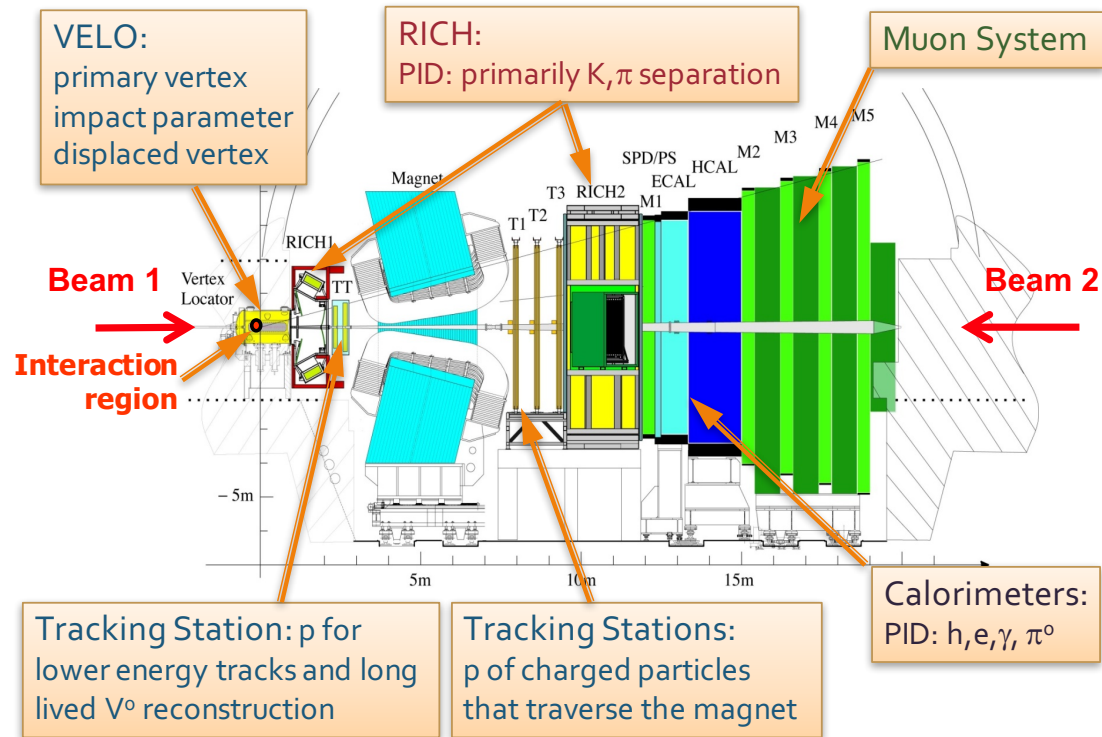 VELO:
primary vertex
impact parameter
displaced vertex
RICH:
PID: primarily K,π separation
Muon System
M5
M4
M3
M2
HCAL
SPD/PS
ECAL
M1
Magnet
T3
RICH2
T2
T1
RICH1
TT
Beam 1
Vertex
Locator
Beam 2
Interaction
region
– 5m
5m
10m
15m
Tracking Station: p for
lower energy tracks and long
lived V⁰ reconstruction
Tracking Stations:
p of charged particles
that traverse the magnet
Calorimeters:
PID: h,e,γ, π⁰